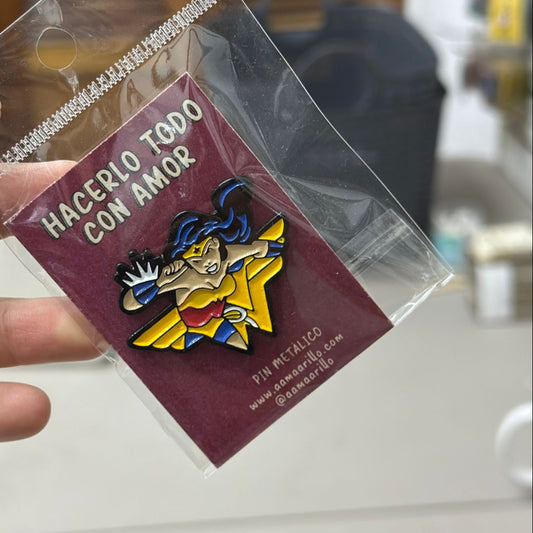 HACERLO TODO
CON AMOR
PIN METALICO
www.aamaarillo.com
@aamaarillo